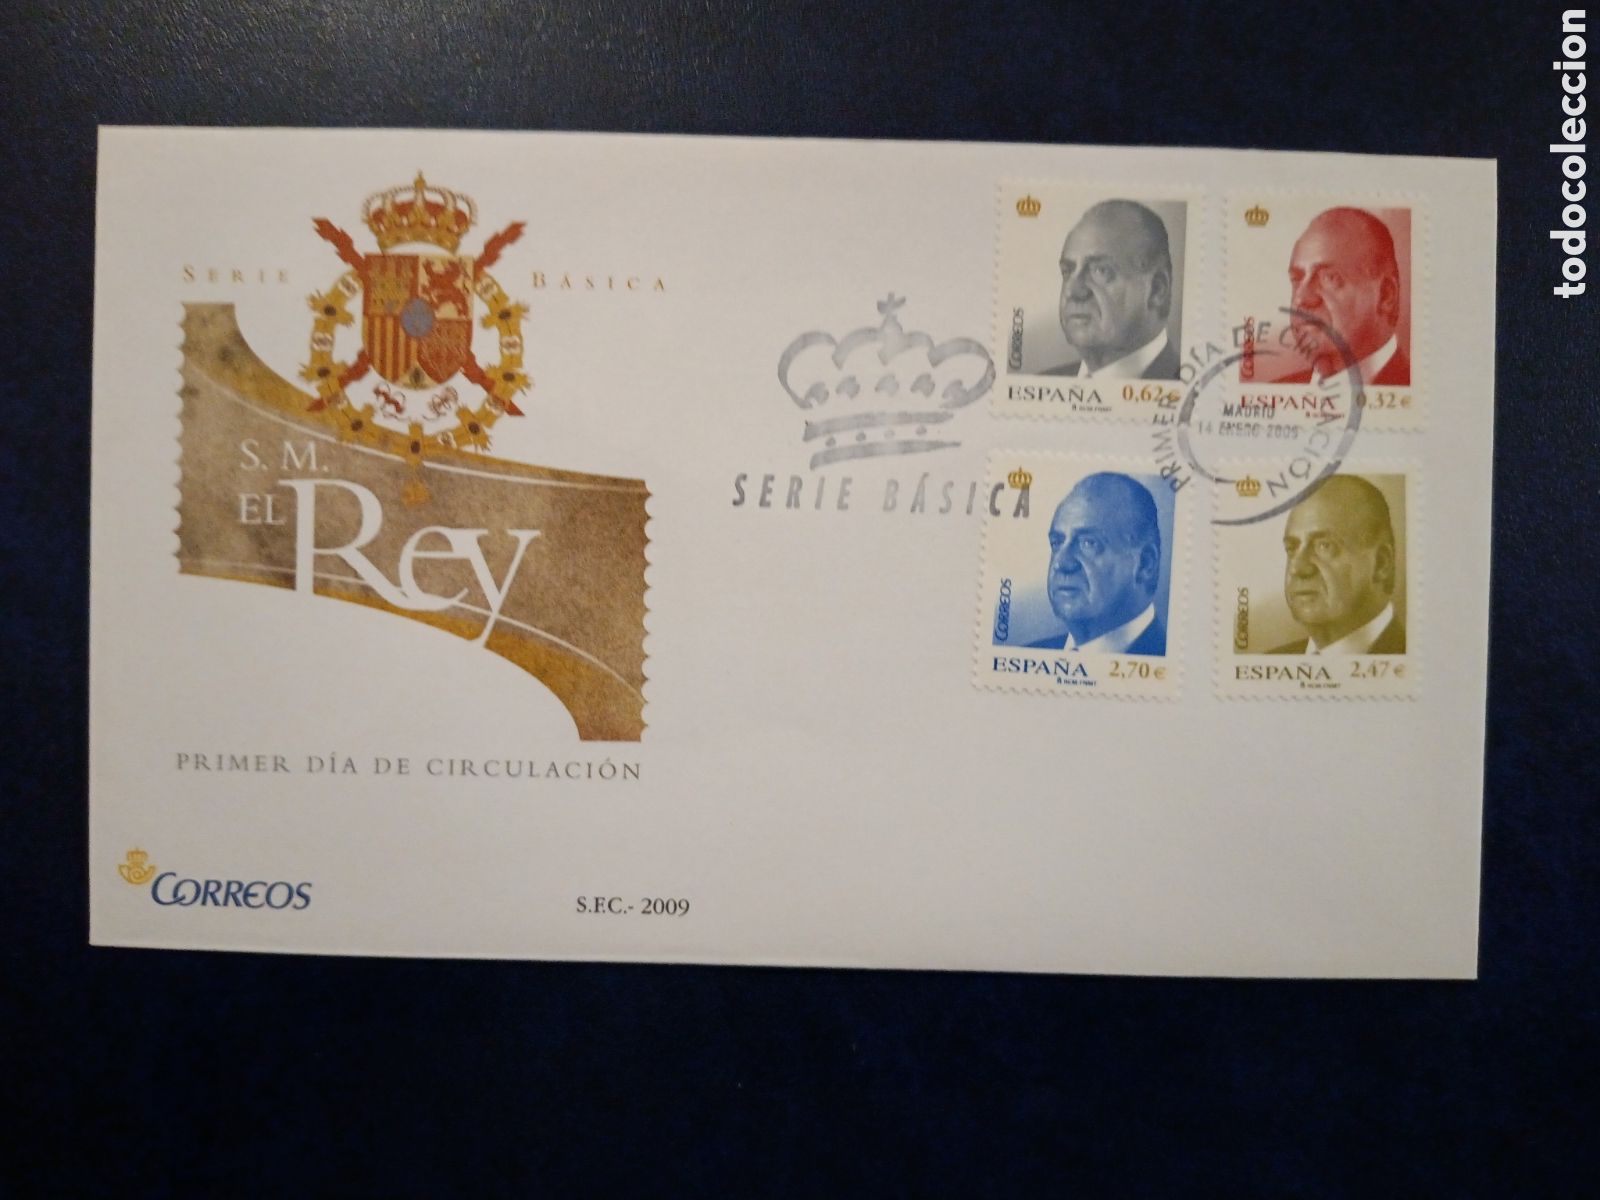 SERIE BÁSICA
S. M.
EL Rey
PRIMER DÍA DE CIRCULACIÓN
CORREOS
S.F.C.- 2009
SERIE BÁSICA
CORREOS
ESPAÑA 0,62€
CORREOS
ESPAÑA 0,32€
PRIMER DÍA DE CIRCULACIÓN
MADRID
14 ENERO 2009
CORREOS
ESPAÑA 2,70€
CORREOS
ESPAÑA 2,47€
todocoleccion